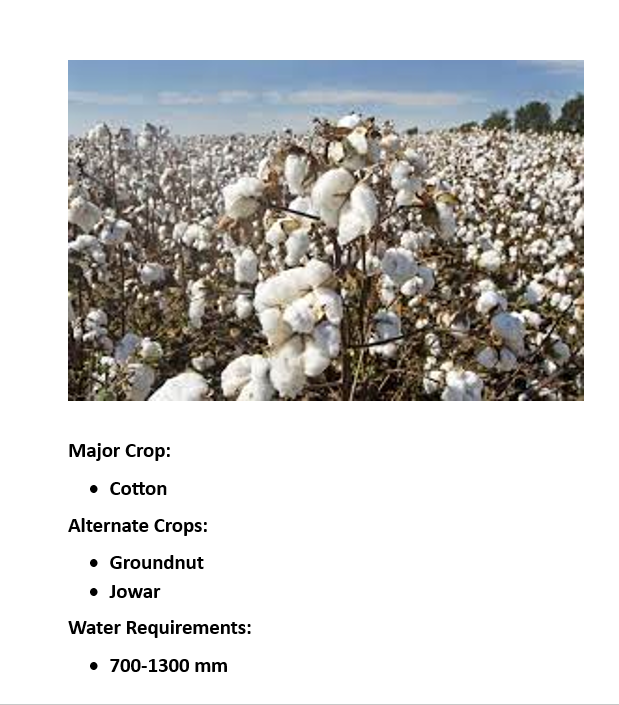 Major Crop:
• Cotton
Alternate Crops:
• Groundnut
• Jowar
Water Requirements:
• 700-1300 mm